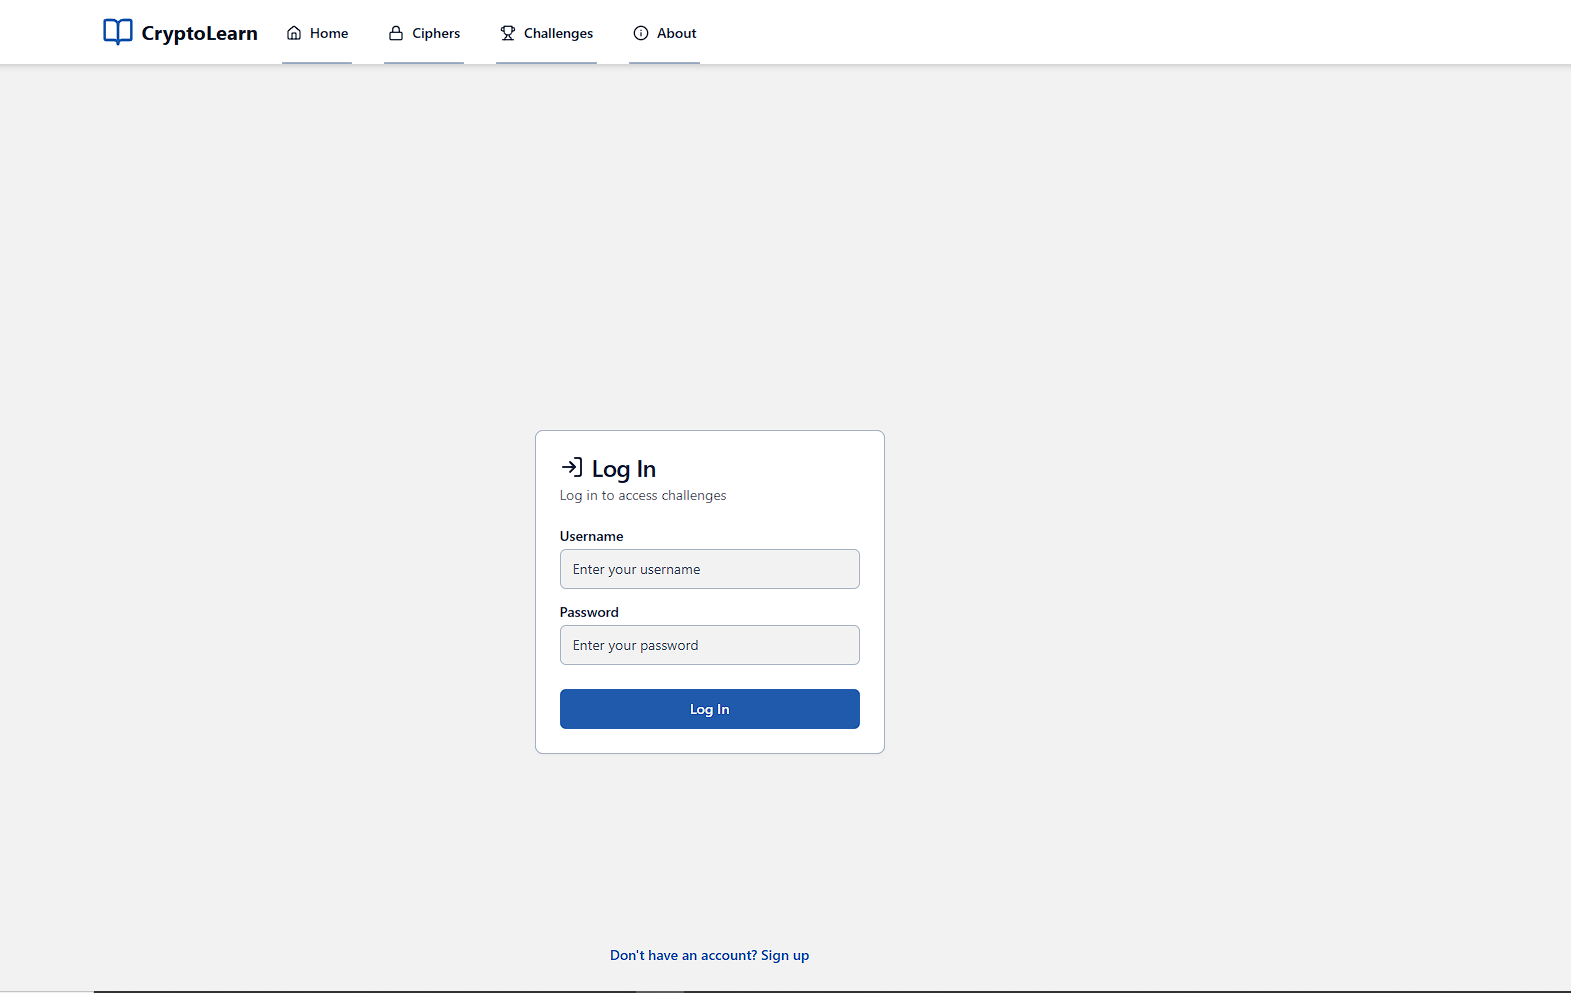 CryptoLearn Home Ciphers Challenges About
Log In
Log in to access challenges
Username
Enter your username
Password
Enter your password
Log In
Don't have an account? Sign up